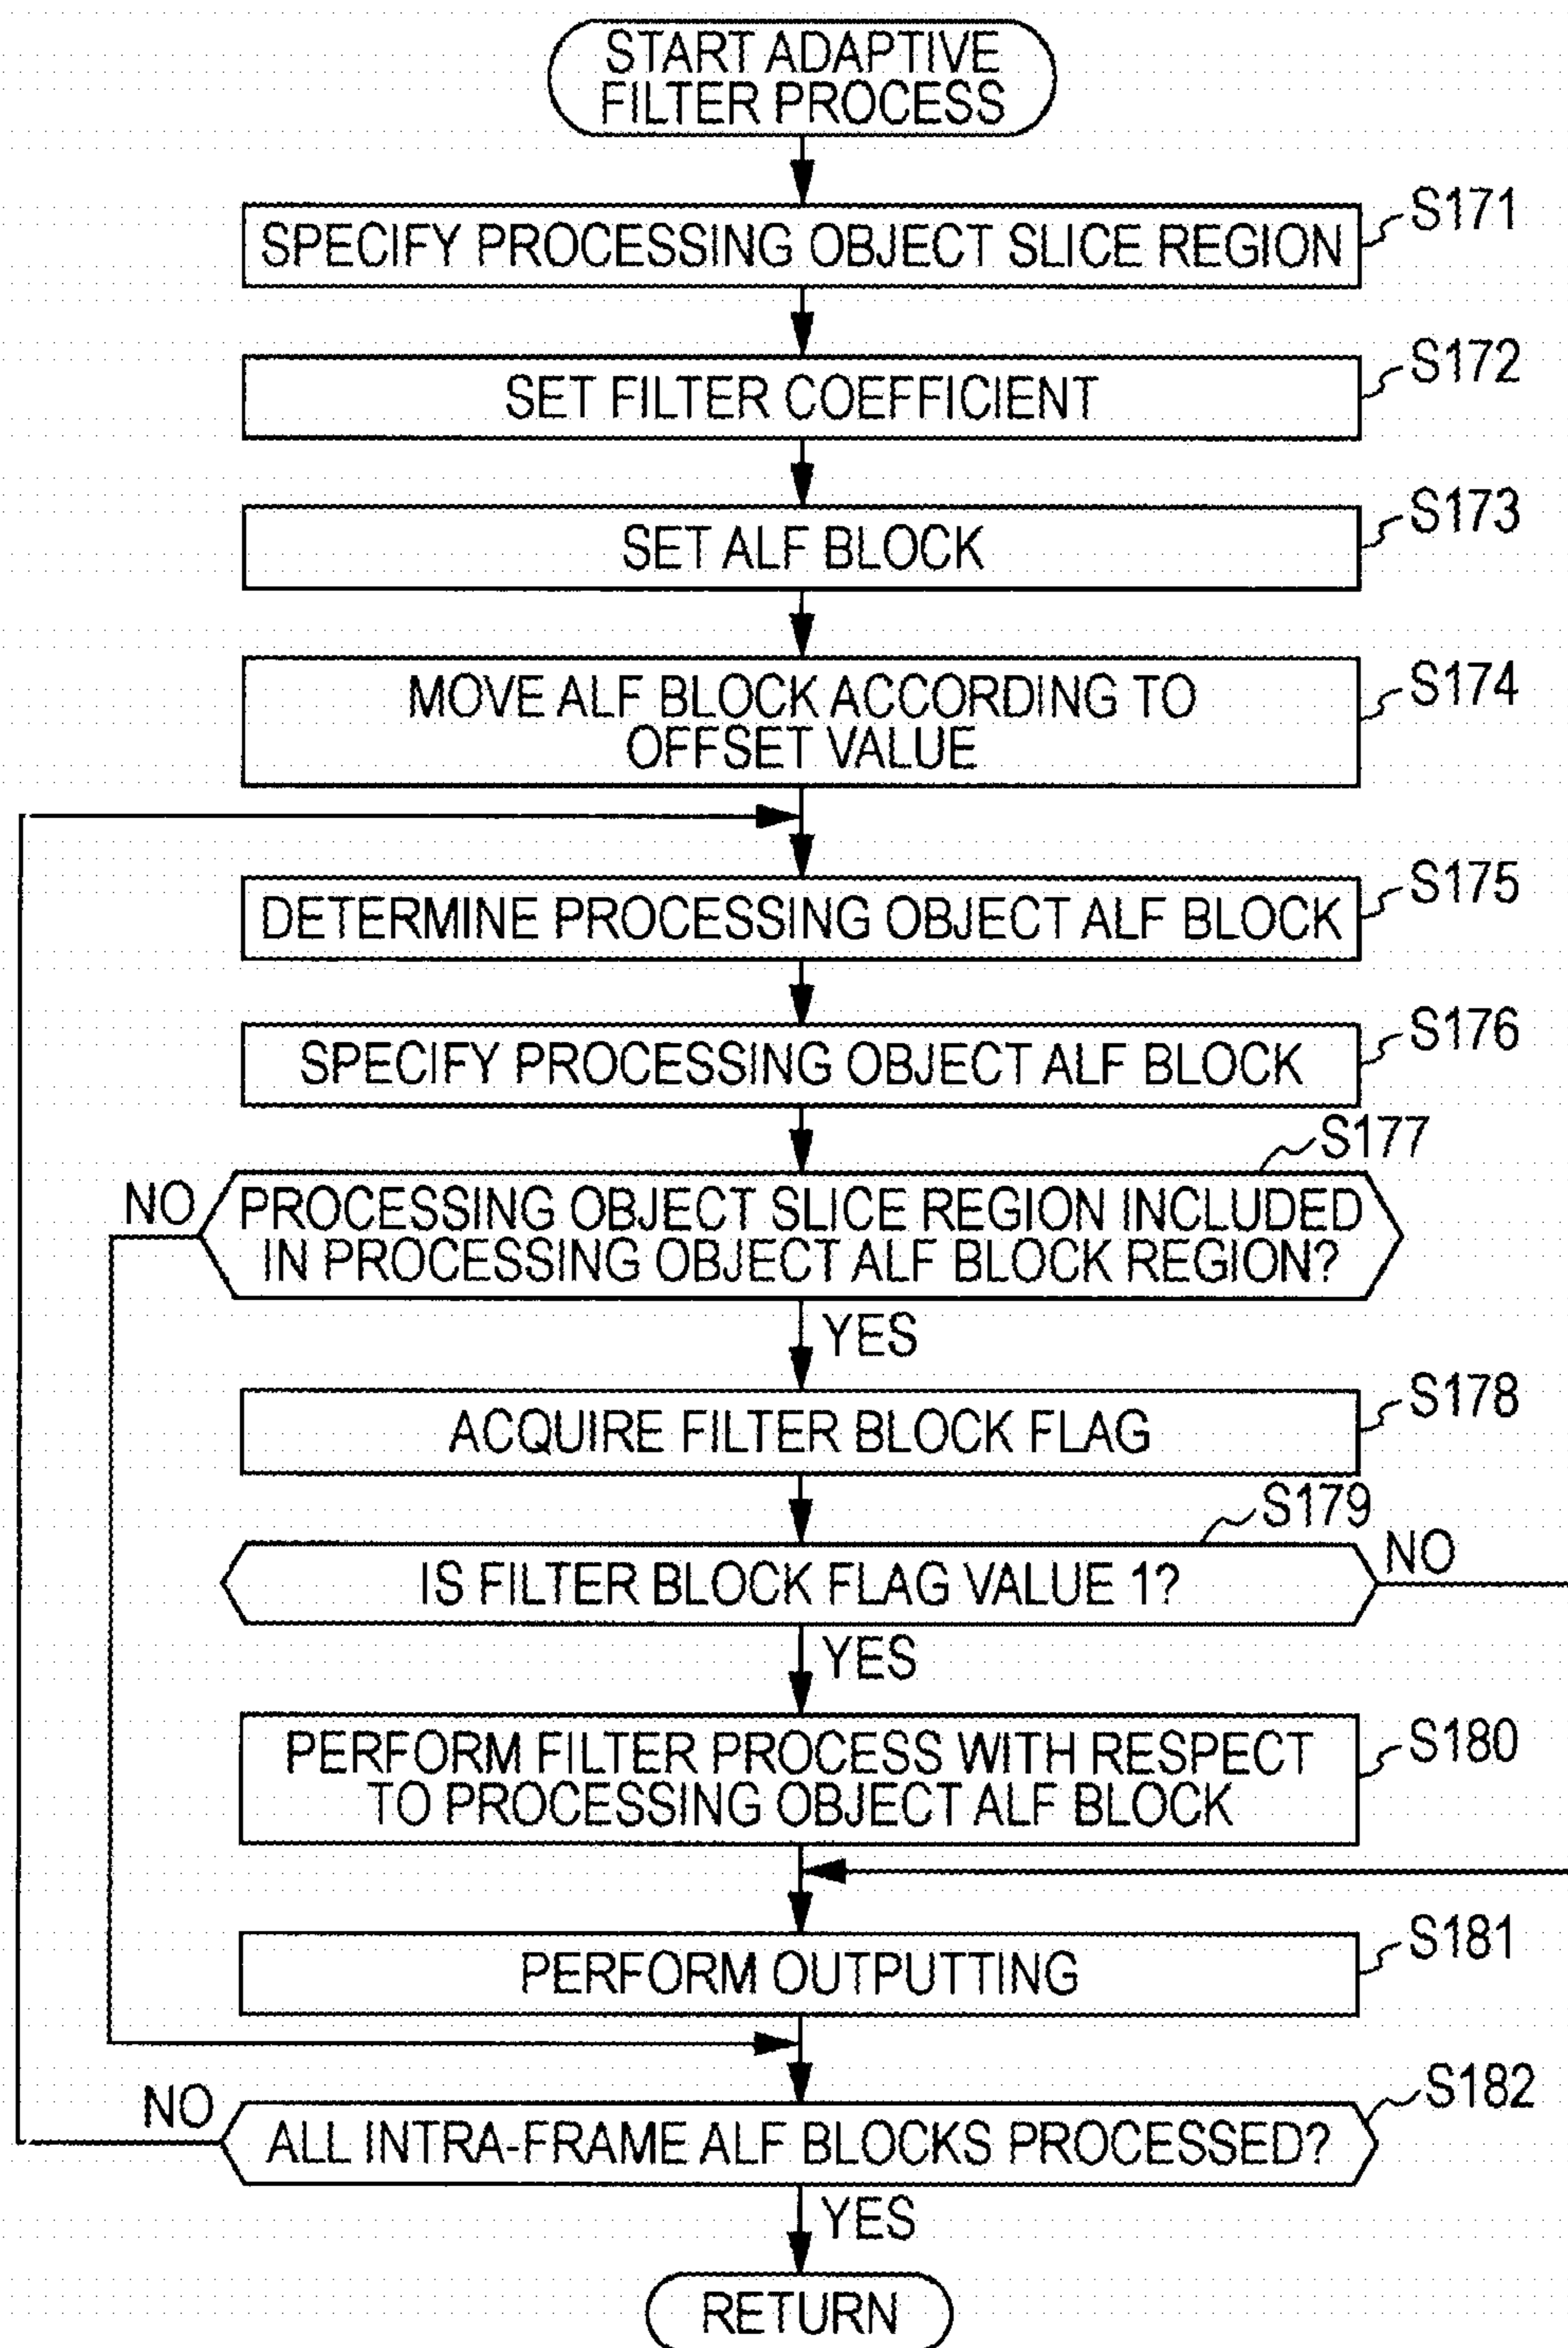 START ADAPTIVE
FILTER PROCESS
S171
SPECIFY PROCESSING OBJECT SLICE REGION
S172
SET FILTER COEFFICIENT
S173
SET ALF BLOCK
S174
MOVE ALF BLOCK ACCORDING TO
OFFSET VALUE
S175
DETERMINE PROCESSING OBJECT ALF BLOCK
S176
SPECIFY PROCESSING OBJECT ALF BLOCK
S177
NO
PROCESSING OBJECT SLICE REGION INCLUDED
IN PROCESSING OBJECT ALF BLOCK REGION?
YES
S178
ACQUIRE FILTER BLOCK FLAG
S179
NO
IS FILTER BLOCK FLAG VALUE 1?
YES
S180
PERFORM FILTER PROCESS WITH RESPECT
TO PROCESSING OBJECT ALF BLOCK
S181
PERFORM OUTPUTTING
S182
NO
ALL INTRA-FRAME ALF BLOCKS PROCESSED?
YES
RETURN